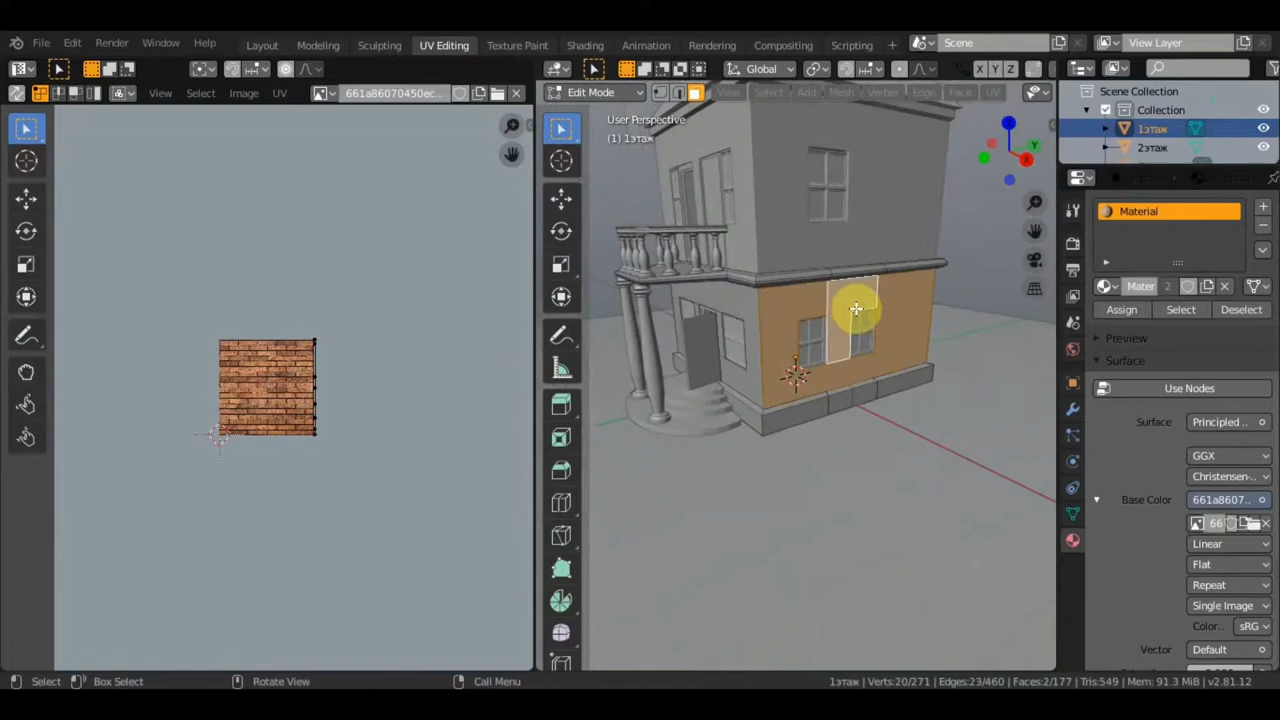 File Edit Render Window Help Layout Modeling Sculpting UV Editing Texture Paint Shading Animation Rendering Compositing Scripting + Scene View Layer
Global X Y Z
View Select Image UV 661a86070450ec... Edit Mode View Select Add Mesh Vertex Edge Face UV
Scene Collection
Collection
1этаж
2этаж
User Perspective
(1) 1этаж
Z
Y
X
Material
Mater 2
Assign Select Deselect
Preview
Surface
Use Nodes
Surface Principled ..
GGX
Christensen-..
Base Color 661a8607..
66
Linear
Flat
Repeat
Single Image
Color.. sRG
Vector Default
Select Box Select Rotate View Call Menu 1этаж | Verts:20/271 | Edges:23/460 | Faces:2/177 | Tris:549 | Mem: 91.3 MiB | v2.81.12